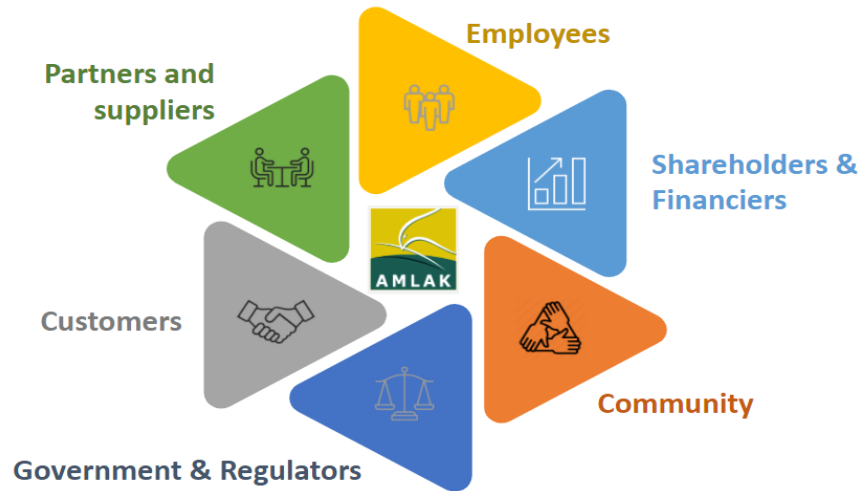 Employees
Partners and
suppliers
Shareholders &
Financiers
AMLAK
Customers
Community
Government & Regulators